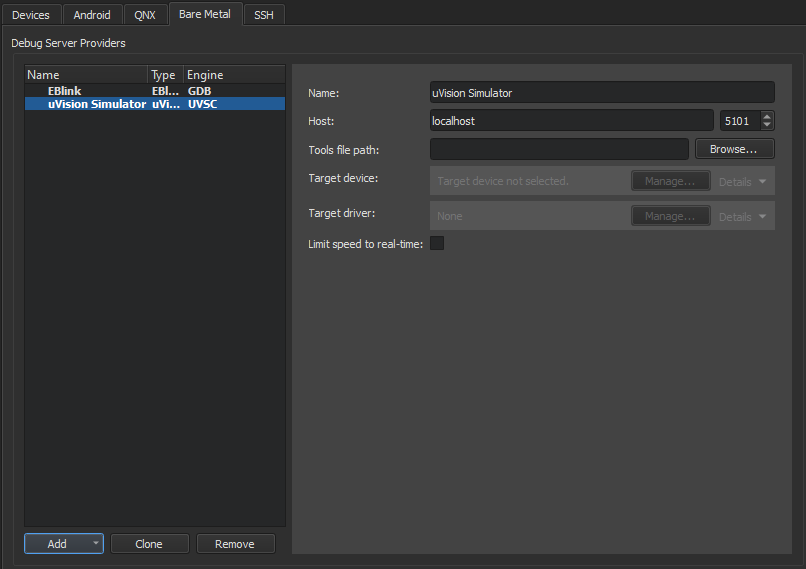 Devices Android QNX Bare Metal SSH
Debug Server Providers
Name Type Engine
EBlink EBl... GDB
uVision Simulator uVi... UVSC
Name: uVision Simulator
Host: localhost 5101
Tools file path: Browse...
Target device: Target device not selected. Manage... Details
Target driver: None Manage... Details
Limit speed to real-time:
Add Clone Remove